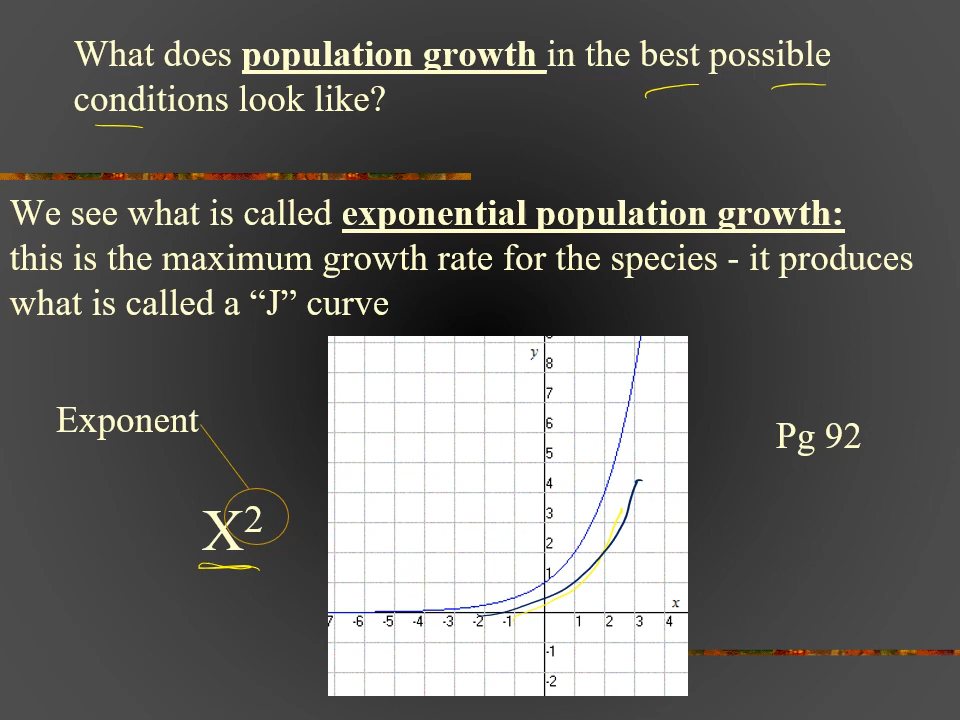 What does population growth in the best possible
conditions look like?
We see what is called exponential population growth:
this is the maximum growth rate for the species - it produces
what is called a “J” curve
Exponent
X²
Pg 92
y
8
7
6
5
4
3
2
1
x
7 -6 -5 -4 -3 -2 -1 1 2 3 4
-1
-2